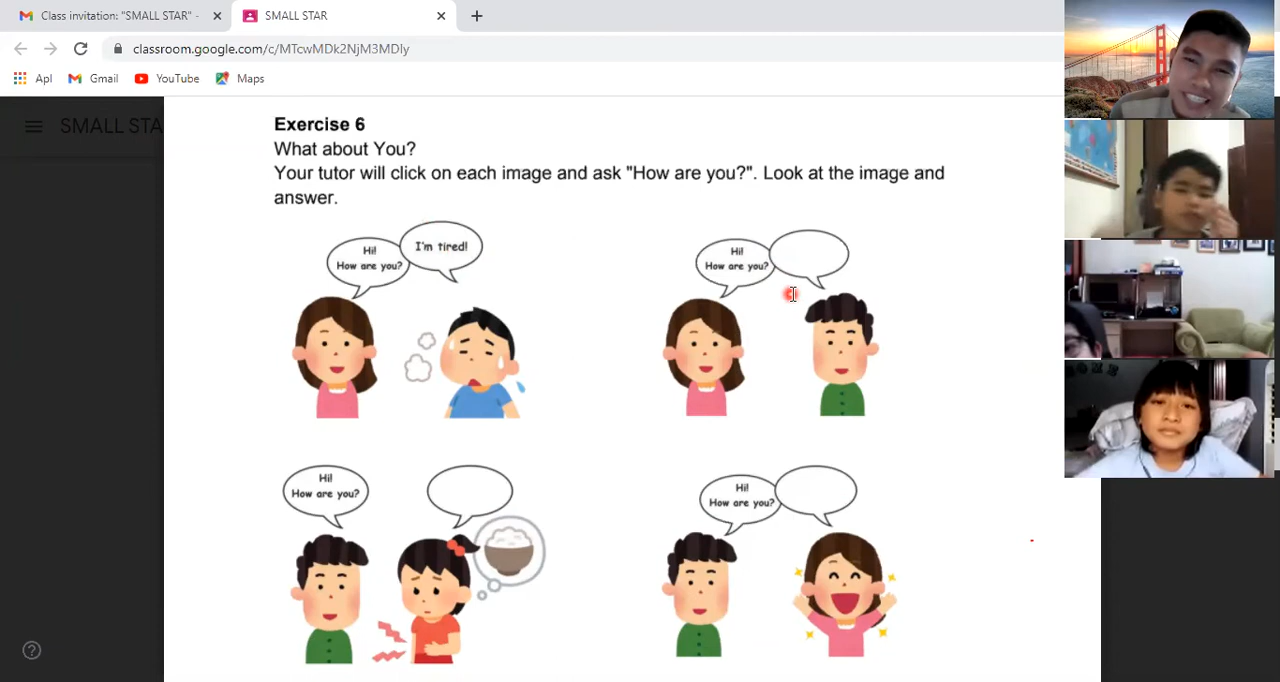 Class invitation: "SMALL STAR" -
SMALL STAR
classroom.google.com/c/MTcwMDk2NjM3MDly
Apl
Gmail
YouTube
Maps
SMALL STA
Exercise 6
What about You?
Your tutor will click on each image and ask "How are you?". Look at the image and
answer.
Hi!
How are you?
I'm tired!
Hi!
How are you?
Hi!
How are you?
Hi!
How are you?